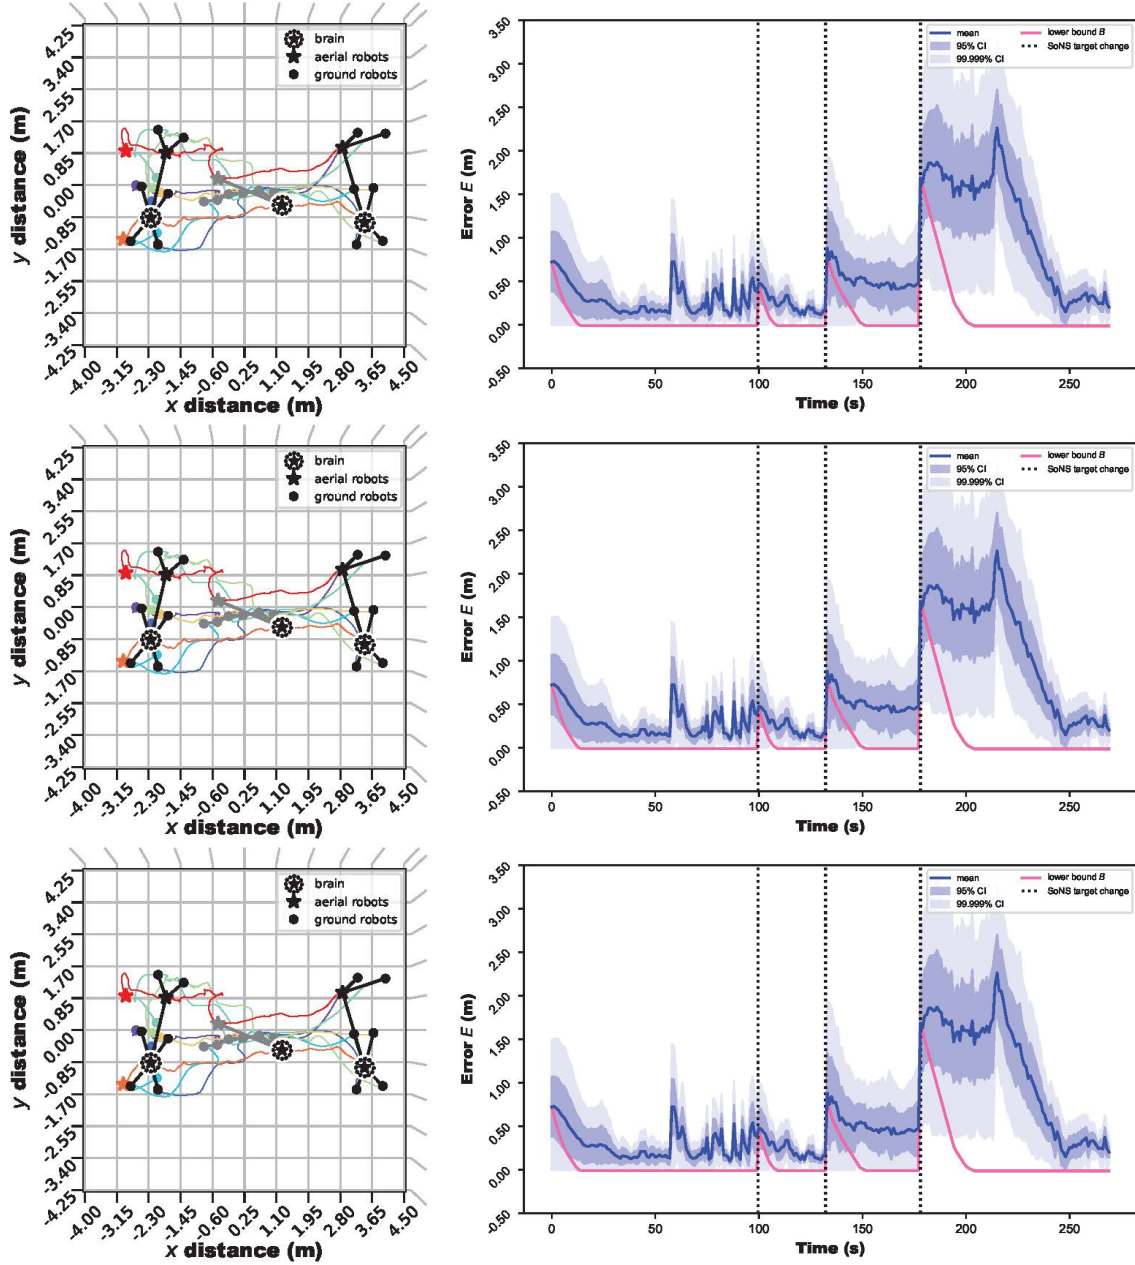 4.25
3.40
2.55
1.70
0.85
0.00
-0.85
-1.70
-2.55
-3.40
-4.25
y distance (m)
brain
aerial robots
ground robots
-4.00 -3.15 -2.30 -1.45 -0.60 0.25 1.10 1.95 2.80 3.65 4.50
x distance (m)
3.50
3.00
2.50
2.00
1.50
1.00
0.50
0.00
-0.50
Error E (m)
mean
95% CI
99.999% CI
lower bound B
SoNS target change
0 50 100 150 200 250
Time (s)
4.25
3.40
2.55
1.70
0.85
0.00
-0.85
-1.70
-2.55
-3.40
-4.25
y distance (m)
brain
aerial robots
ground robots
-4.00 -3.15 -2.30 -1.45 -0.60 0.25 1.10 1.95 2.80 3.65 4.50
x distance (m)
3.50
3.00
2.50
2.00
1.50
1.00
0.50
0.00
-0.50
Error E (m)
mean
95% CI
99.999% CI
lower bound B
SoNS target change
0 50 100 150 200 250
Time (s)
4.25
3.40
2.55
1.70
0.85
0.00
-0.85
-1.70
-2.55
-3.40
-4.25
y distance (m)
brain
aerial robots
ground robots
-4.00 -3.15 -2.30 -1.45 -0.60 0.25 1.10 1.95 2.80 3.65 4.50
x distance (m)
3.50
3.00
2.50
2.00
1.50
1.00
0.50
0.00
-0.50
Error E (m)
mean
95% CI
99.999% CI
lower bound B
SoNS target change
0 50 100 150 200 250
Time (s)